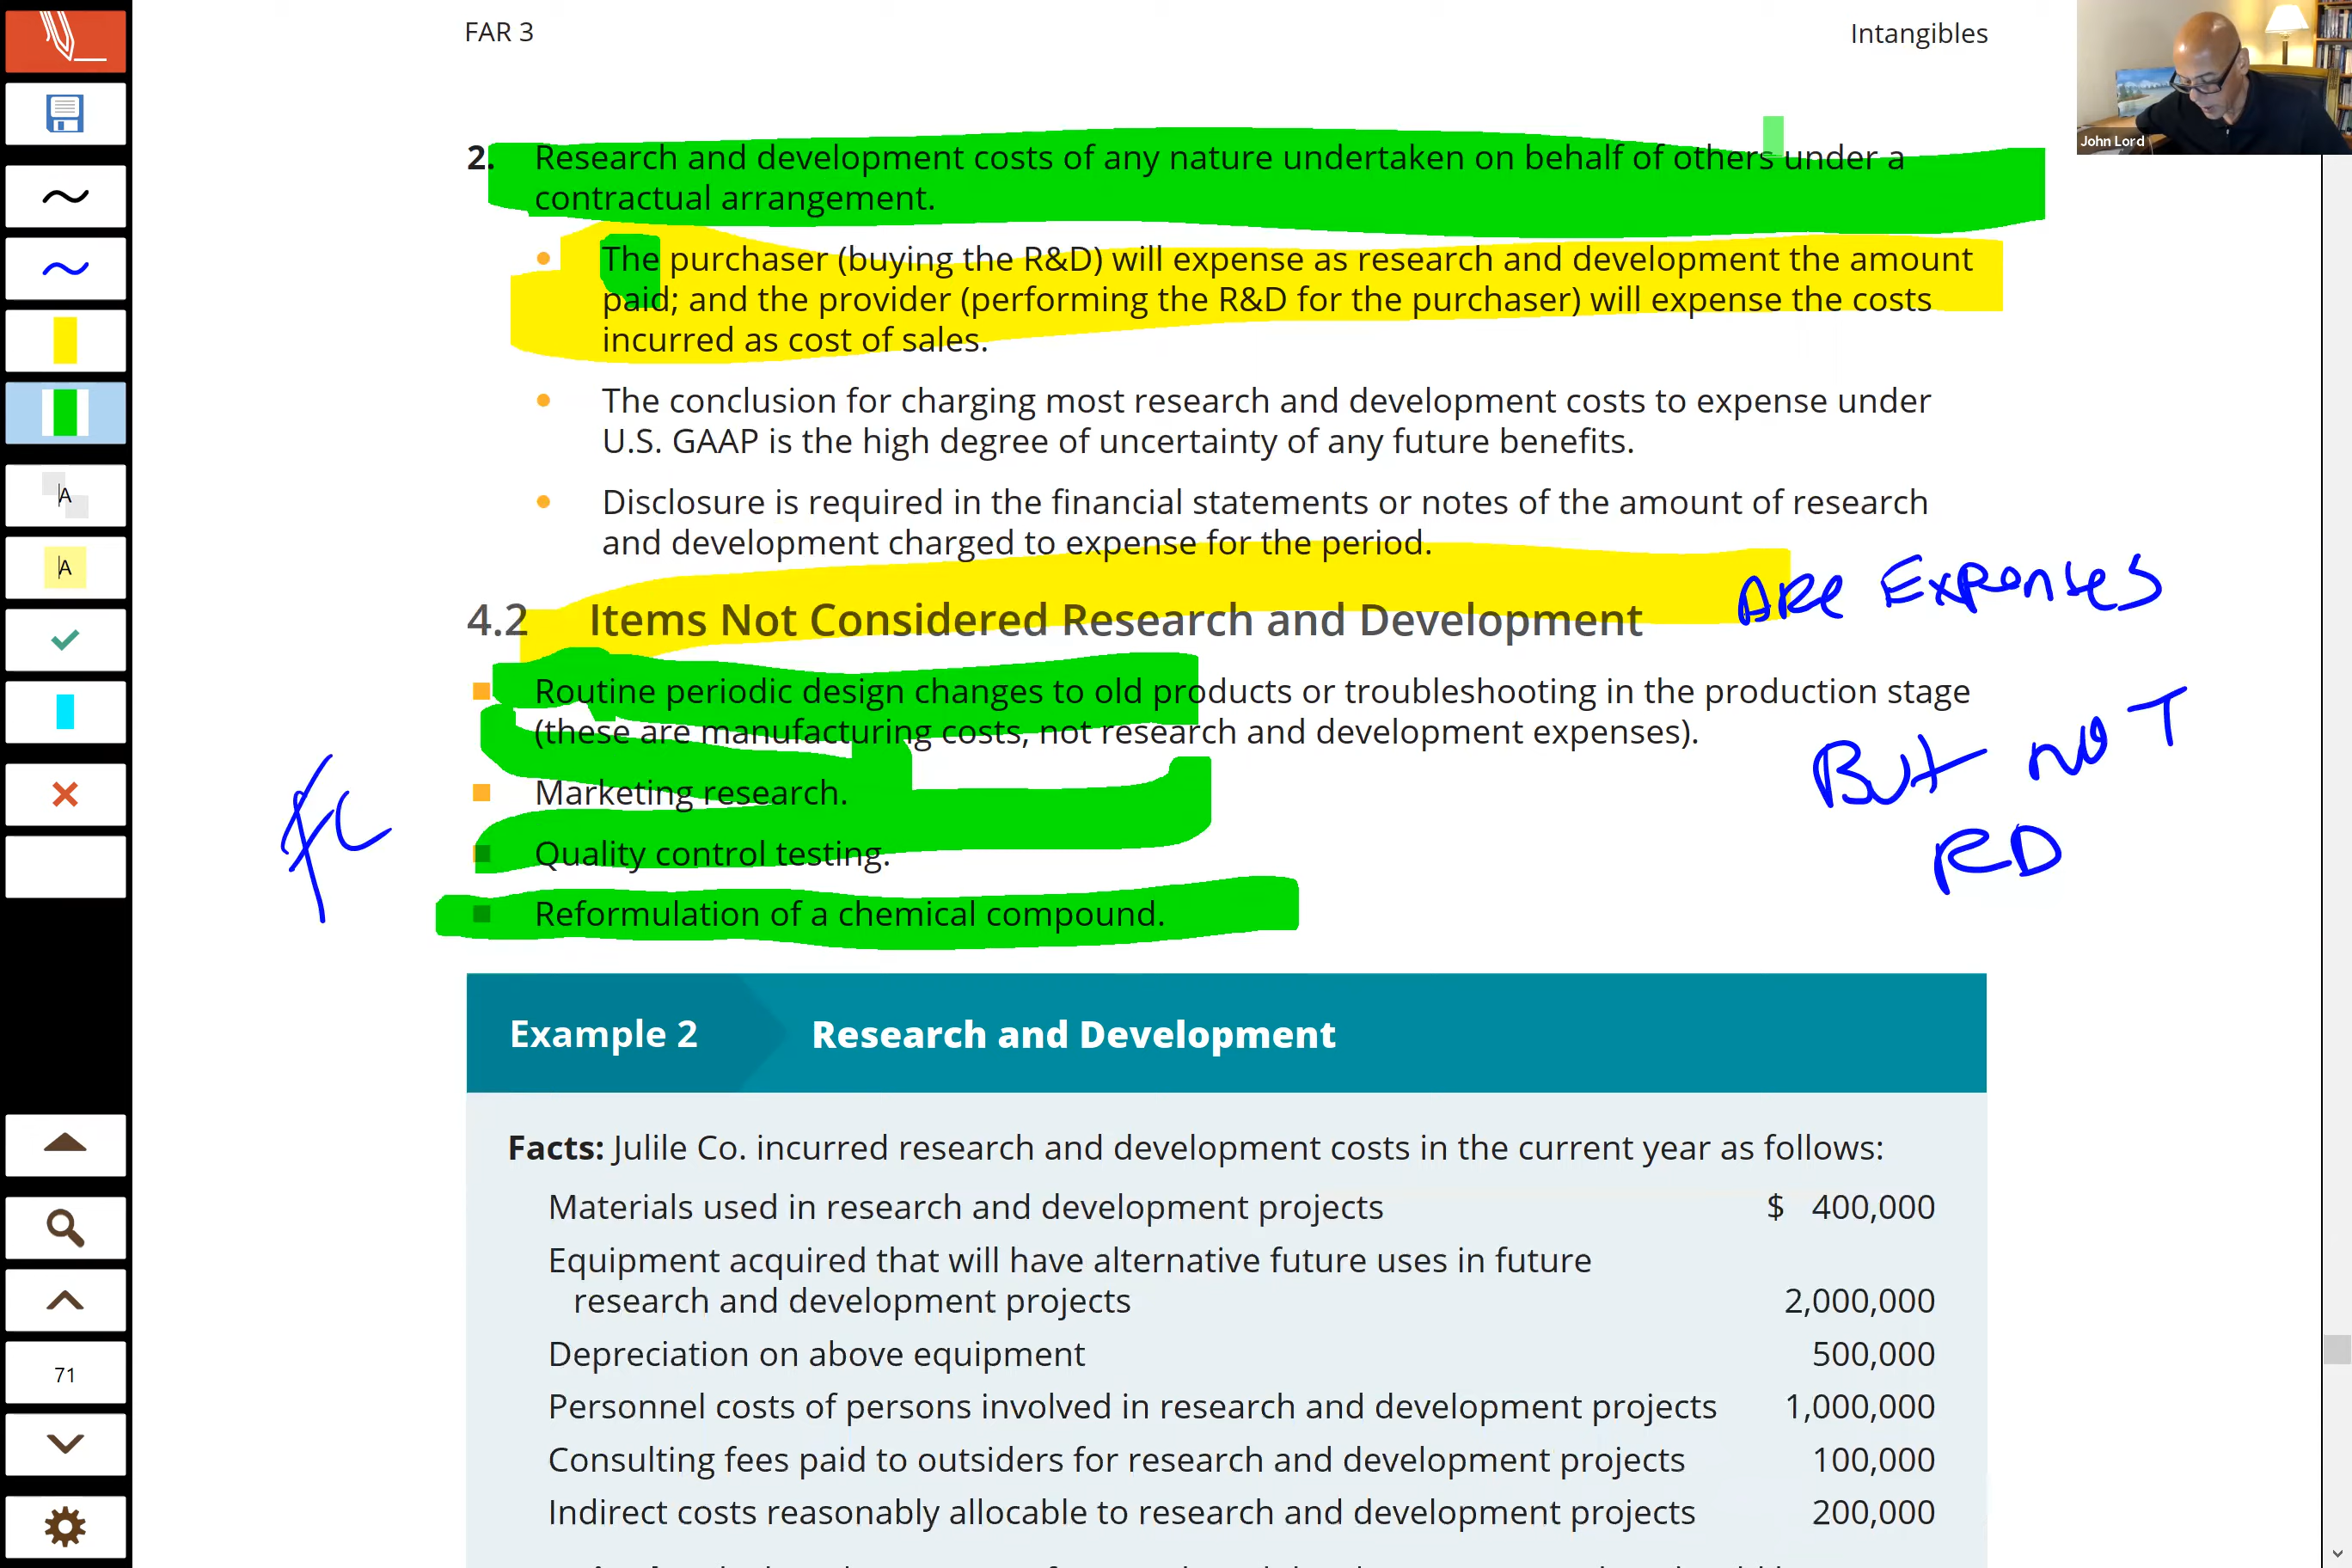 FAR 3
Intangibles
John Lord
2. Research and development costs of any nature undertaken on behalf of others under a
contractual arrangement.
• The purchaser (buying the R&D) will expense as research and development the amount
paid; and the provider (performing the R&D for the purchaser) will expense the costs
incurred as cost of sales.
• The conclusion for charging most research and development costs to expense under
U.S. GAAP is the high degree of uncertainty of any future benefits.
• Disclosure is required in the financial statements or notes of the amount of research
and development charged to expense for the period.
4.2 Items Not Considered Research and Development
Are Expenses
But not
RD
■ Routine periodic design changes to old products or troubleshooting in the production stage
(these are manufacturing costs, not research and development expenses).
■ Marketing research.
■ Quality control testing.
■ Reformulation of a chemical compound.
Example 2 Research and Development
Facts: Julile Co. incurred research and development costs in the current year as follows:
Materials used in research and development projects $ 400,000
Equipment acquired that will have alternative future uses in future
research and development projects 2,000,000
Depreciation on above equipment 500,000
Personnel costs of persons involved in research and development projects 1,000,000
Consulting fees paid to outsiders for research and development projects 100,000
Indirect costs reasonably allocable to research and development projects 200,000
A
A
71